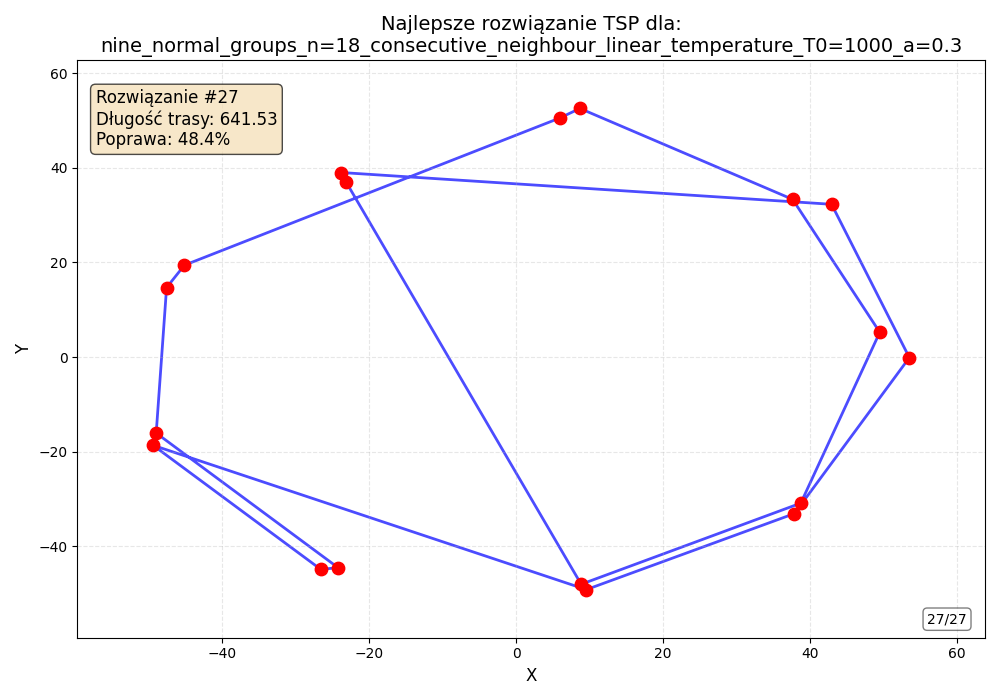 Najlepsze rozwiązanie TSP dla:
nine_normal_groups_n=18_consecutive_neighbour_linear_temperature_T0=1000_a=0.3
Rozwiązanie #27
Długość trasy: 641.53
Poprawa: 48.4%
60
40
20
0
−20
−40
Y
27/27
−40
−20
0
20
40
60
X